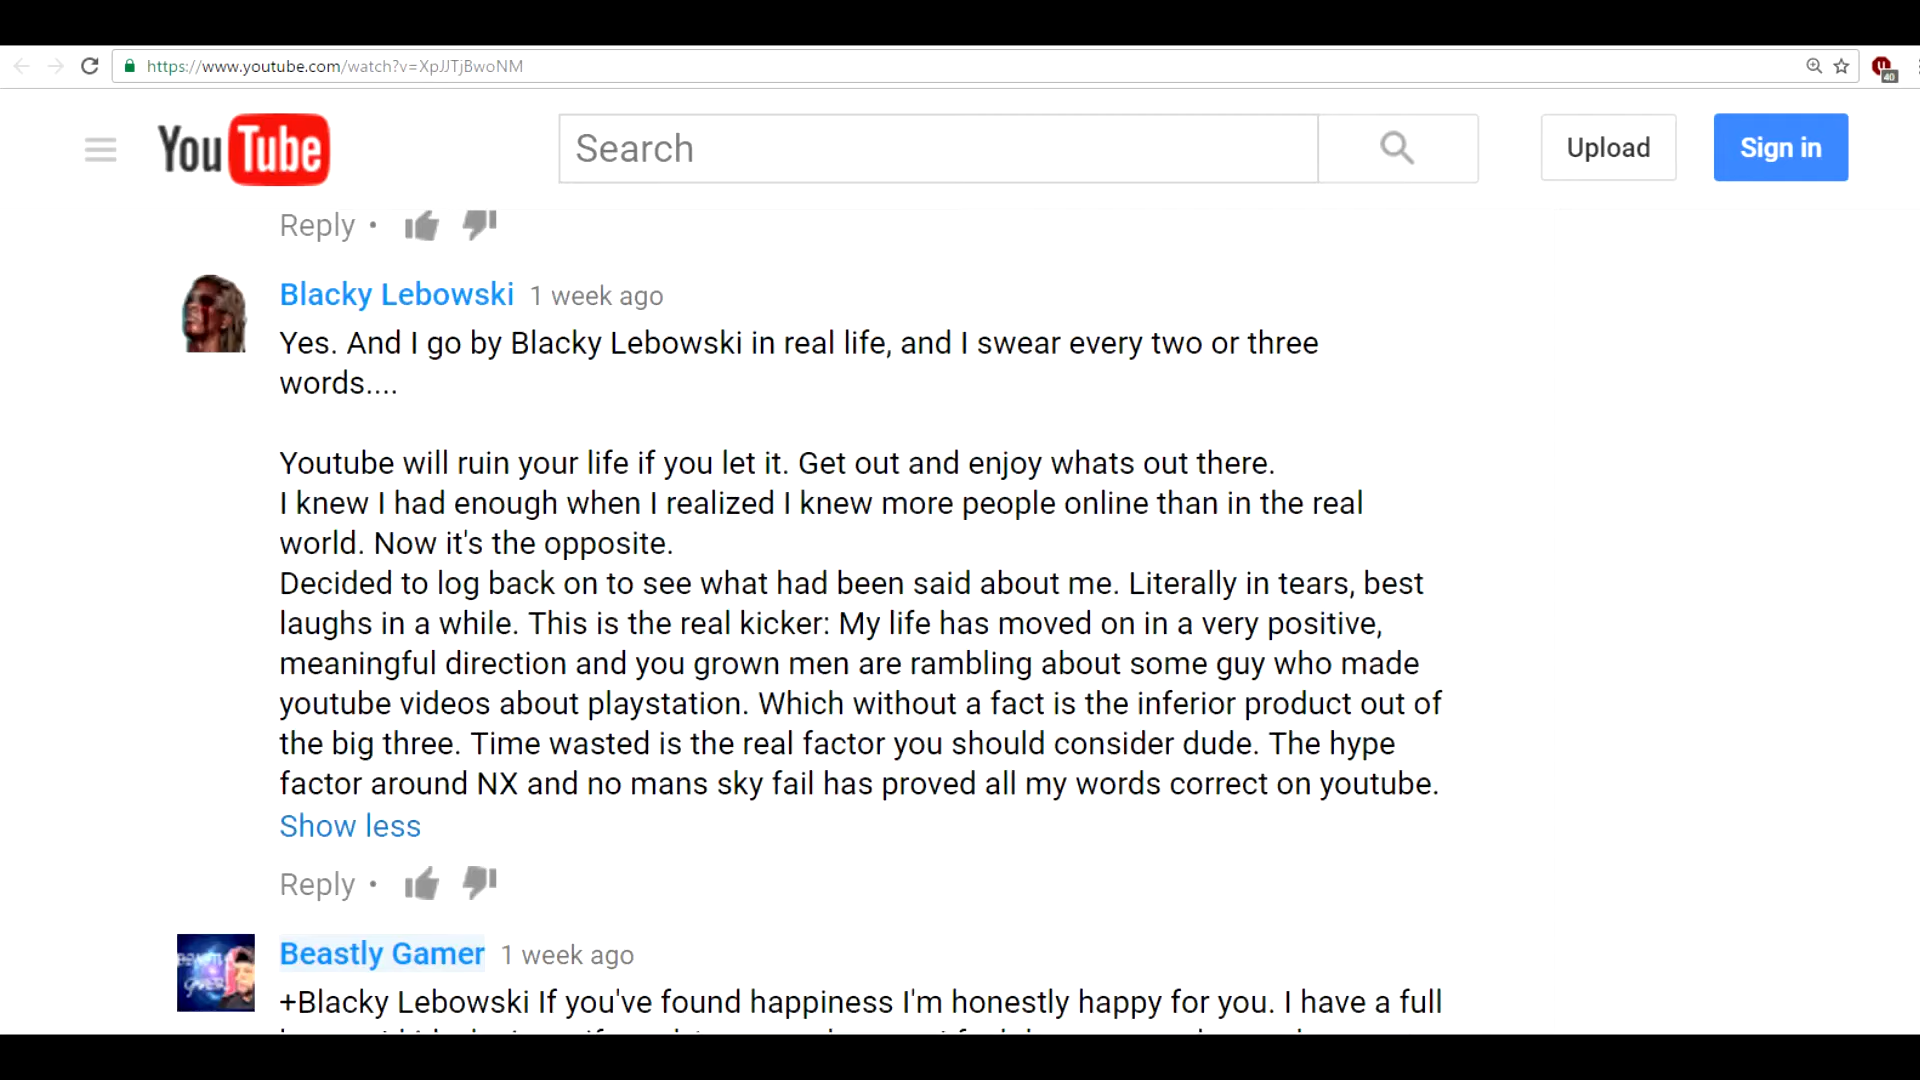 https://www.youtube.com/watch?v=XpJJTjBwoNM
40
YouTube
Search
Upload
Sign in
Reply •
Blacky Lebowski 1 week ago
Yes. And I go by Blacky Lebowski in real life, and I swear every two or three
words....
Youtube will ruin your life if you let it. Get out and enjoy whats out there.
I knew I had enough when I realized I knew more people online than in the real
world. Now it's the opposite.
Decided to log back on to see what had been said about me. Literally in tears, best
laughs in a while. This is the real kicker: My life has moved on in a very positive,
meaningful direction and you grown men are rambling about some guy who made
youtube videos about playstation. Which without a fact is the inferior product out of
the big three. Time wasted is the real factor you should consider dude. The hype
factor around NX and no mans sky fail has proved all my words correct on youtube.
Show less
Reply •
Beastly Gamer 1 week ago
+Blacky Lebowski If you've found happiness I'm honestly happy for you. I have a full